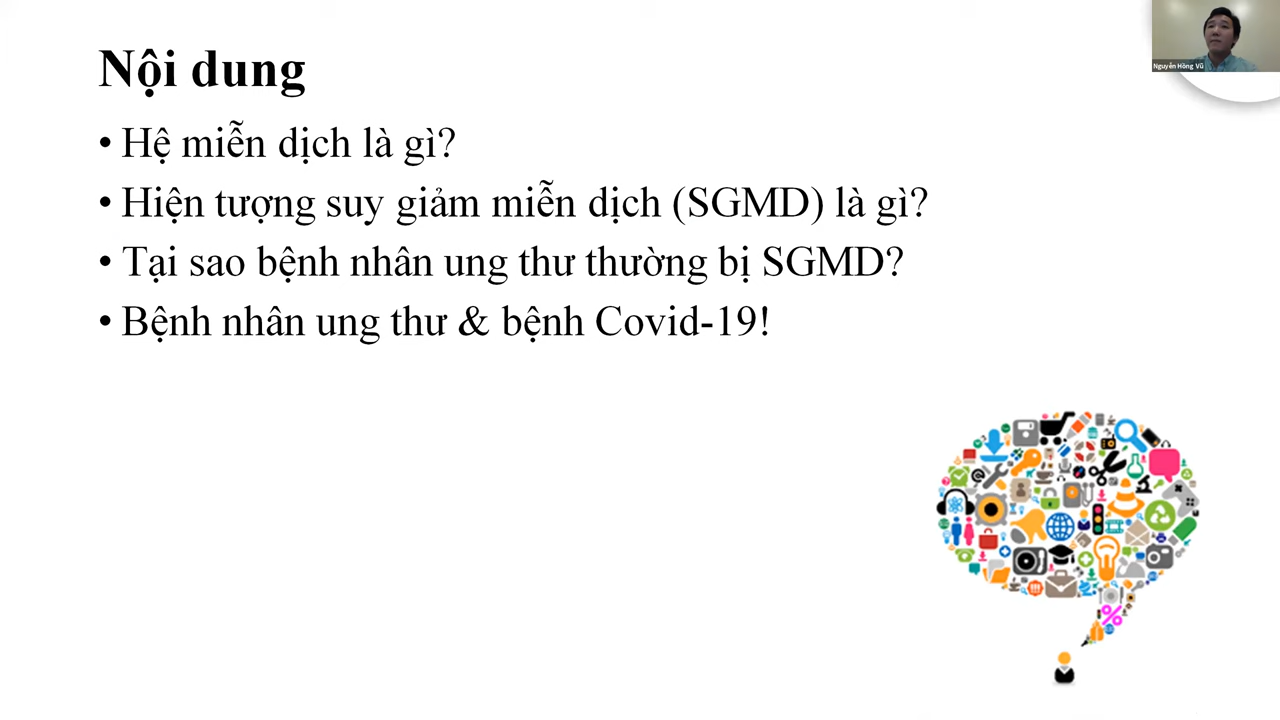 Nội dung
Nguyễn Hồng Vũ
• Hệ miễn dịch là gì?
• Hiện tượng suy giảm miễn dịch (SGMD) là gì?
• Tại sao bệnh nhân ung thư thường bị SGMD?
• Bệnh nhân ung thư & bệnh Covid-19!
%